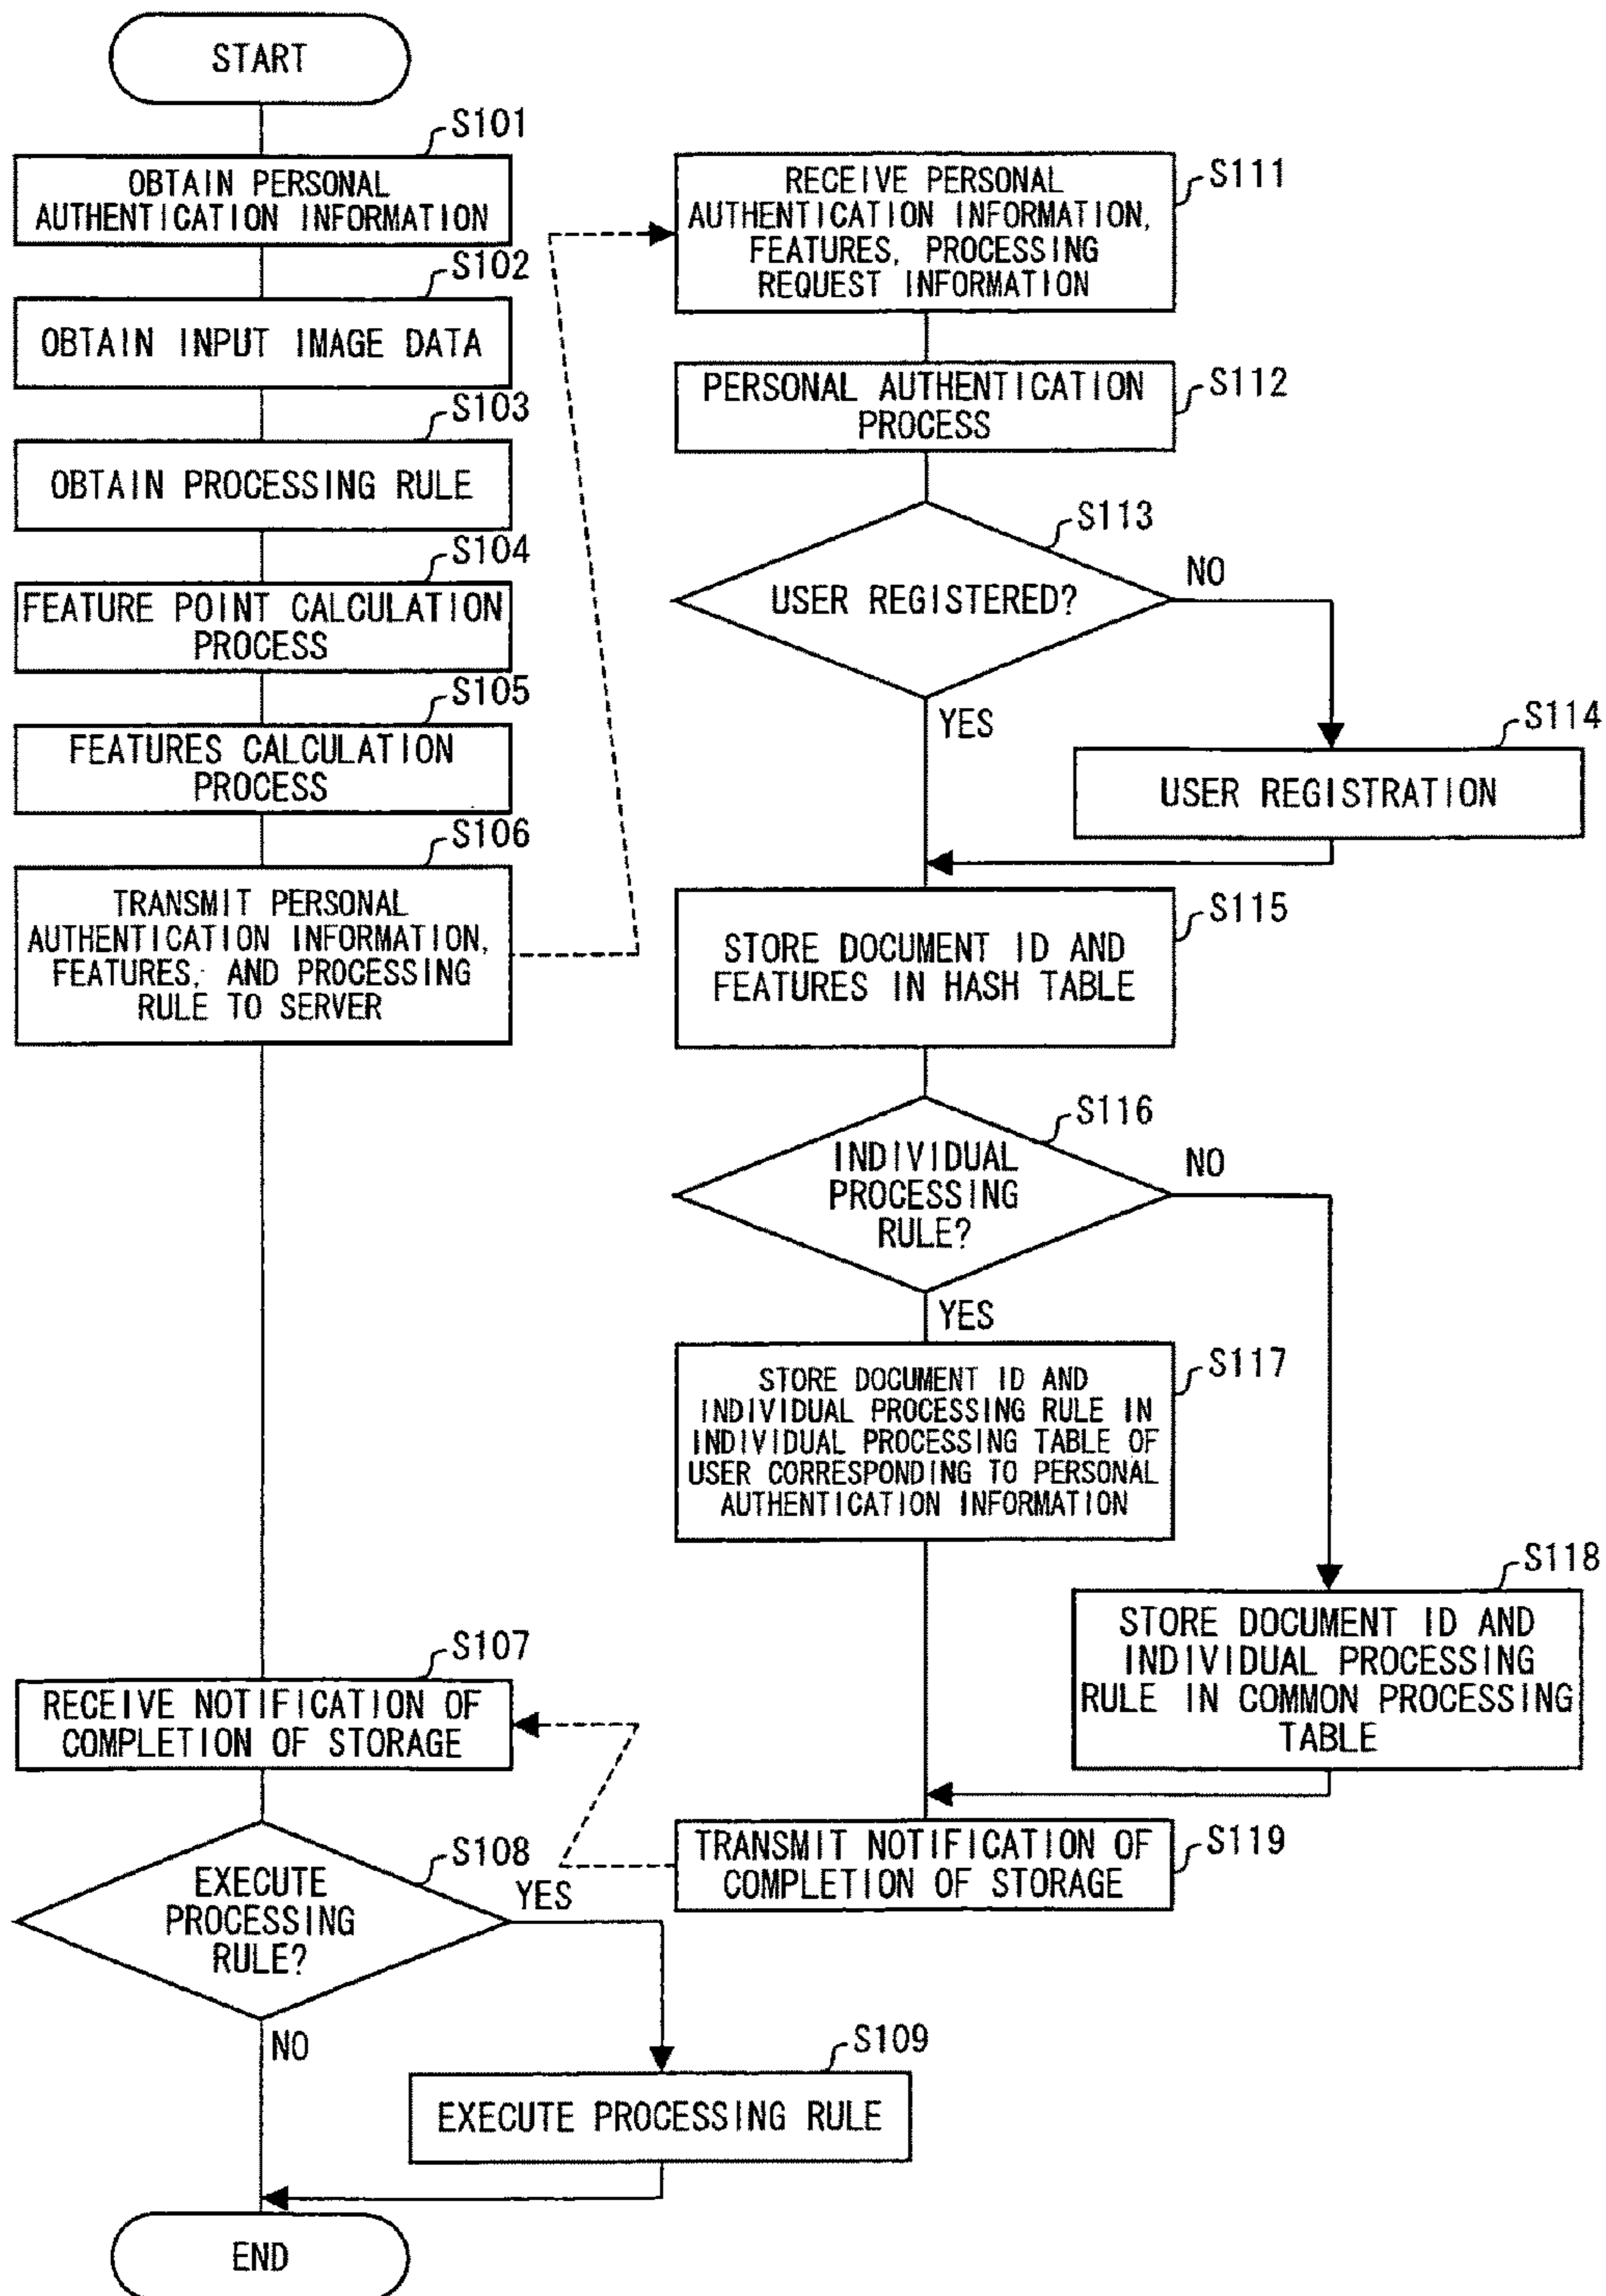 START
S101
OBTAIN PERSONAL
AUTHENTICATION INFORMATION
S102
OBTAIN INPUT IMAGE DATA
S103
OBTAIN PROCESSING RULE
S104
FEATURE POINT CALCULATION
PROCESS
S105
FEATURES CALCULATION
PROCESS
S106
TRANSMIT PERSONAL
AUTHENTICATION INFORMATION,
FEATURES, AND PROCESSING
RULE TO SERVER
S107
RECEIVE NOTIFICATION OF
COMPLETION OF STORAGE
S108
EXECUTE
PROCESSING
RULE?
YES
NO
S109
EXECUTE PROCESSING RULE
END
S111
RECEIVE PERSONAL
AUTHENTICATION INFORMATION,
FEATURES, PROCESSING
REQUEST INFORMATION
S112
PERSONAL AUTHENTICATION
PROCESS
S113
USER REGISTERED?
NO
YES
S114
USER REGISTRATION
S115
STORE DOCUMENT ID AND
FEATURES IN HASH TABLE
S116
INDIVIDUAL
PROCESSING
RULE?
NO
YES
S117
STORE DOCUMENT ID AND
INDIVIDUAL PROCESSING RULE IN
INDIVIDUAL PROCESSING TABLE OF
USER CORRESPONDING TO PERSONAL
AUTHENTICATION INFORMATION
S118
STORE DOCUMENT ID AND
INDIVIDUAL PROCESSING
RULE IN COMMON PROCESSING
TABLE
S119
TRANSMIT NOTIFICATION OF
COMPLETION OF STORAGE